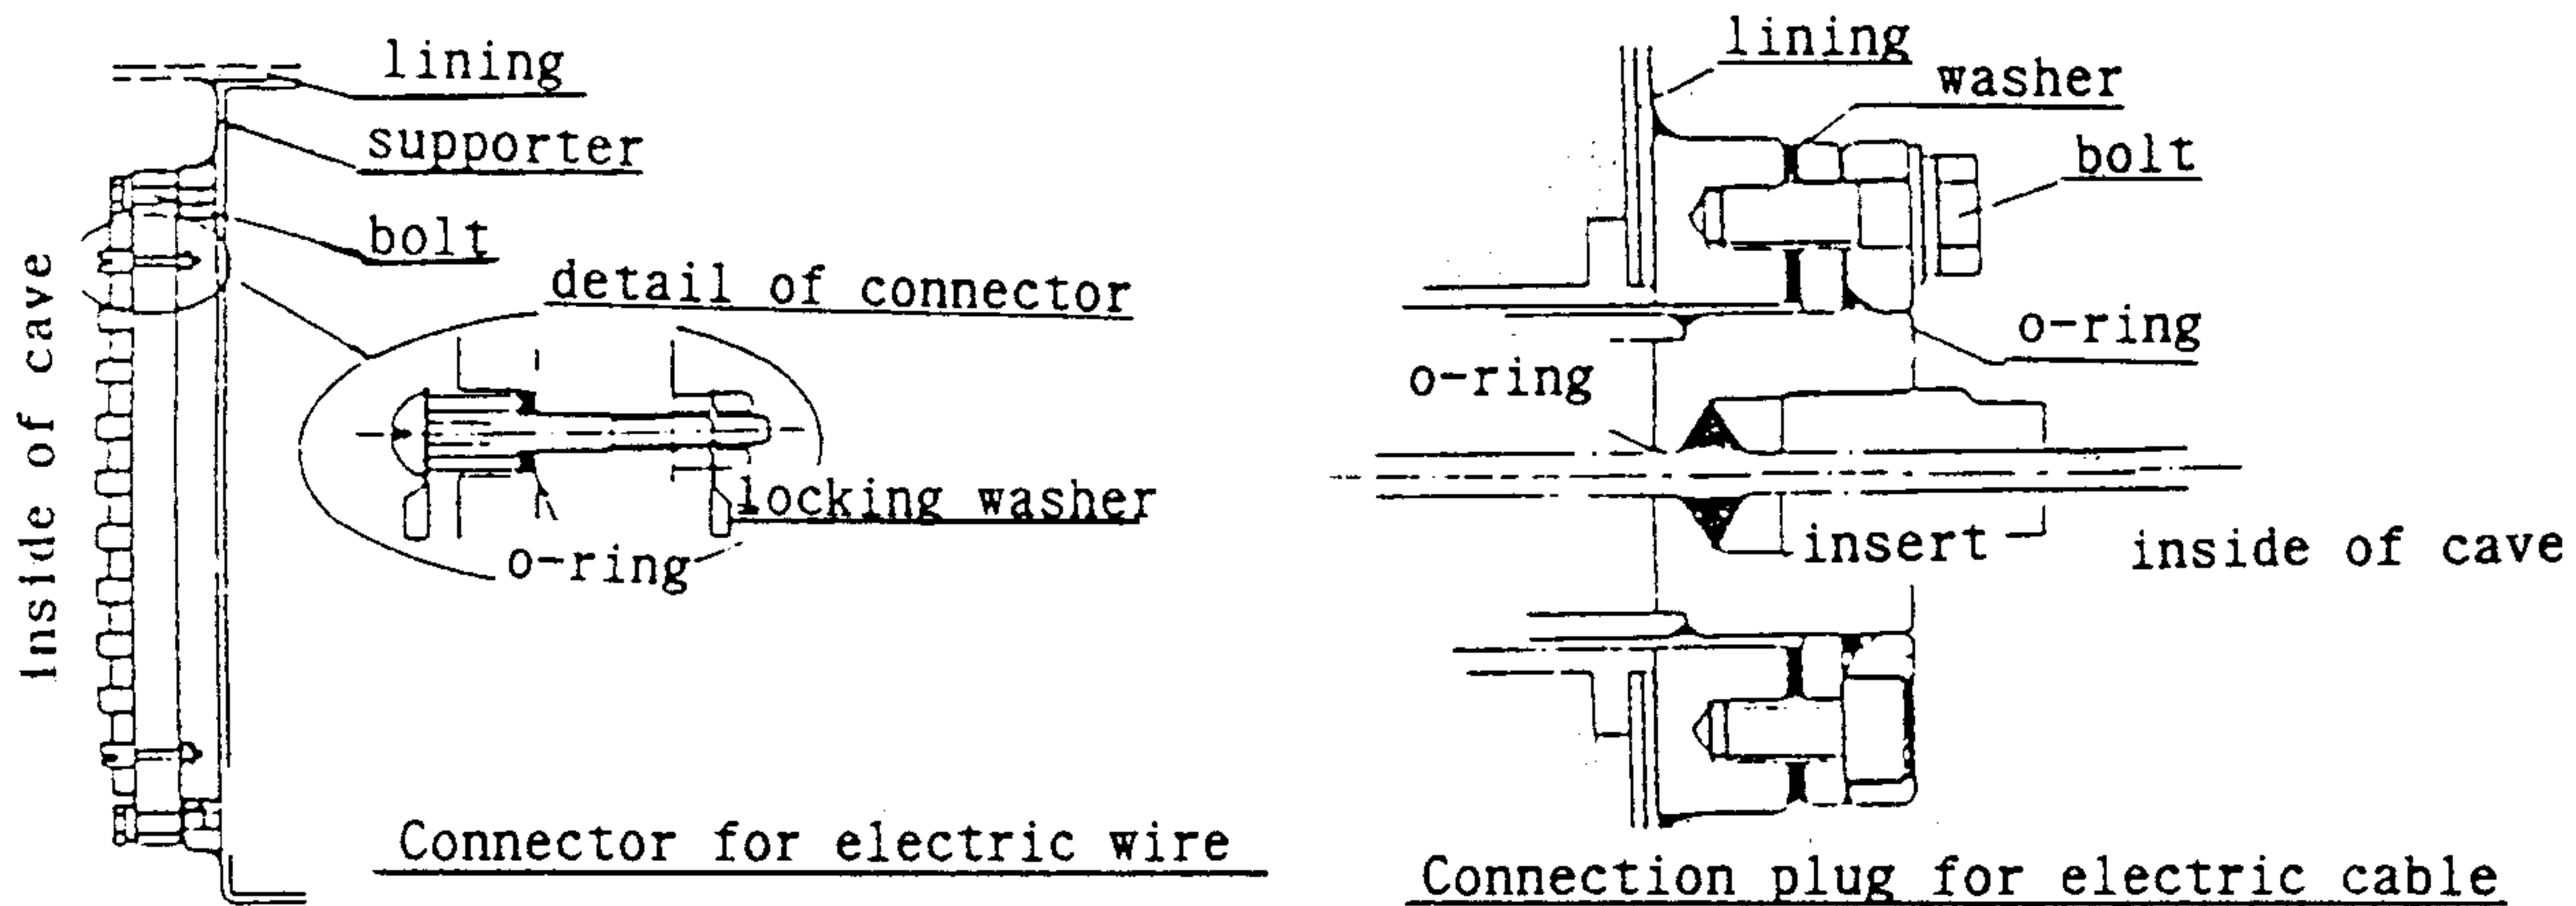 lining
supporter
bolt
detail of connector
locking washer
o-ring
inside of cave
Connector for electric wire
lining
washer
bolt
o-ring
o-ring
insert
inside of cave
Connection plug for electric cable